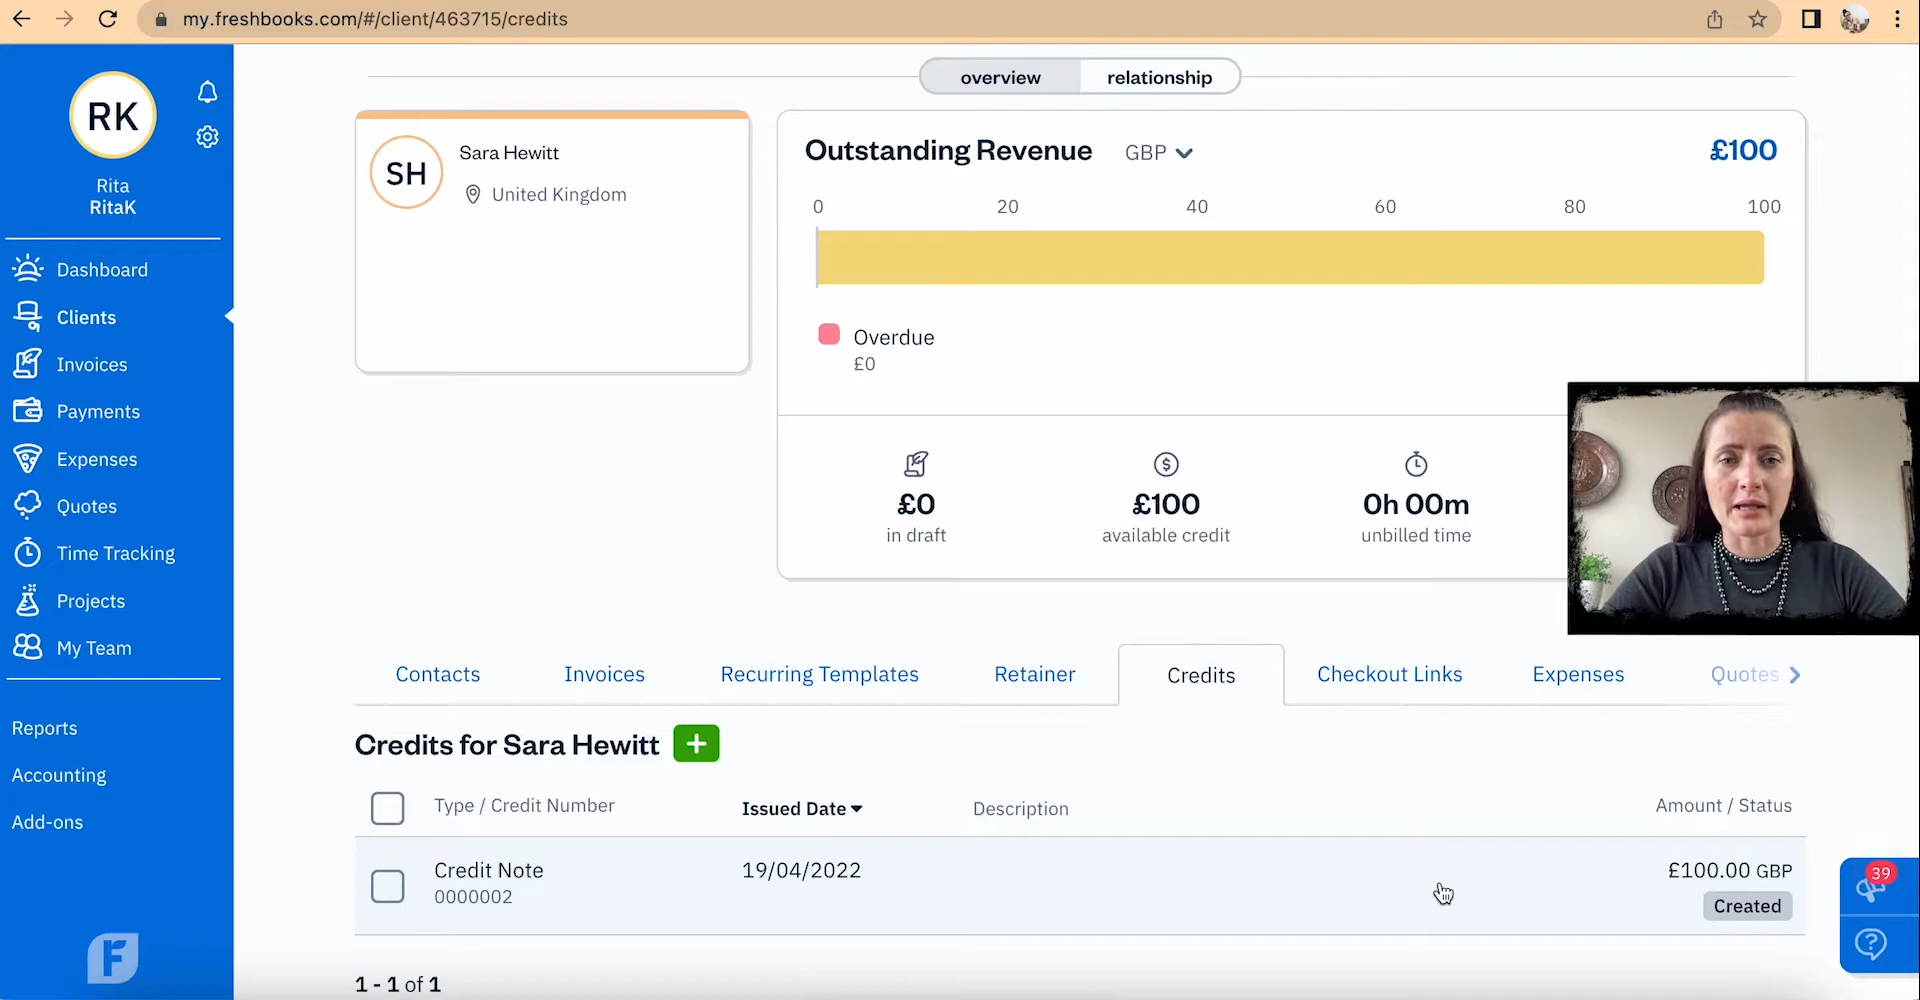 my.freshbooks.com/#/client/463715/credits
RK
Rita
RitaK
Dashboard
Clients
Invoices
Payments
Expenses
Quotes
Time Tracking
Projects
My Team
Reports
Accounting
Add-ons
F
overview relationship
SH
Sara Hewitt
United Kingdom
Outstanding Revenue GBP £100
0 20 40 60 80 100
Overdue
£0
£0
in draft
£100
available credit
0h 00m
unbilled time
Contacts Invoices Recurring Templates Retainer Credits Checkout Links Expenses Quotes
Credits for Sara Hewitt +
Type / Credit Number Issued Date Description Amount / Status
Credit Note 19/04/2022 £100.00 GBP
0000002 Created
1 - 1 of 1
39